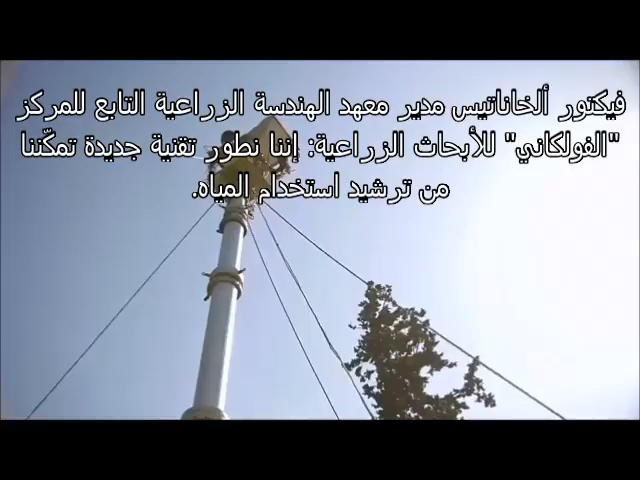 فيكتور ألخاناتيس مدير معهد الهندسة الزراعية التابع للمركز
"الفولكاني" للأبحاث الزراعية: إننا نطور تقنية جديدة تمكّننا
من ترشيد استخدام المياه.